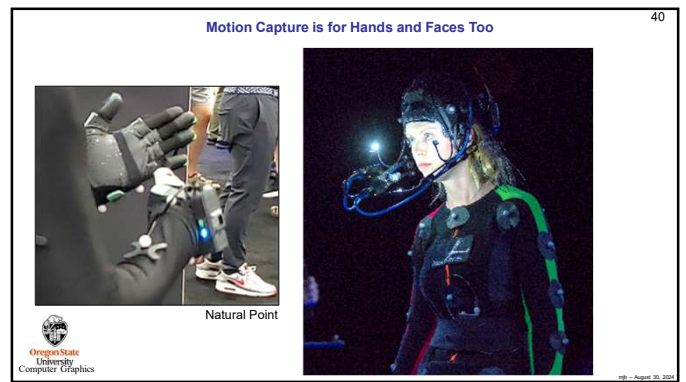 40
Motion Capture is for Hands and Faces Too
Natural Point
Oregon State
University
Computer Graphics
mjb – August 30, 2024